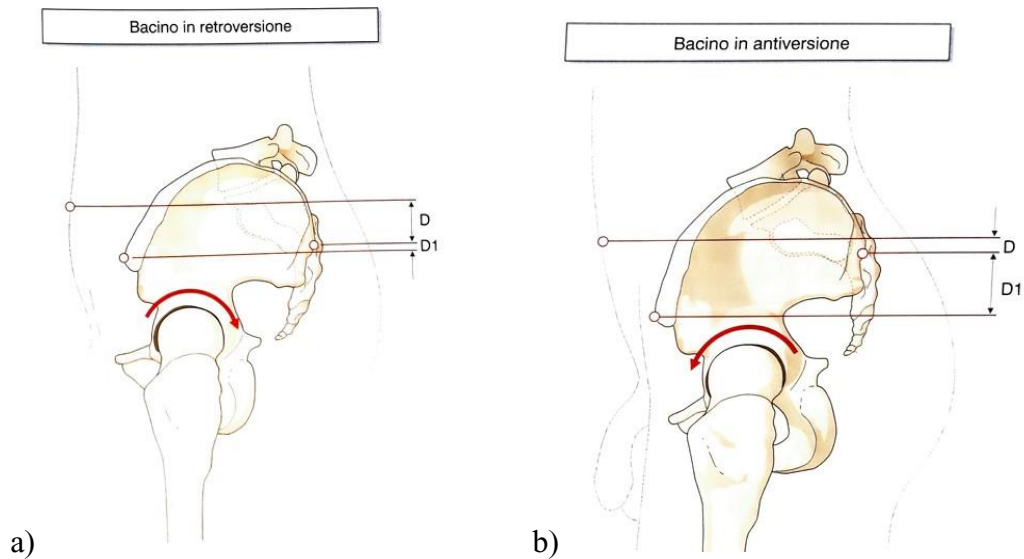 Bacino in retroversione
D
D1
a)
Bacino in antiversione
D
D1
b)